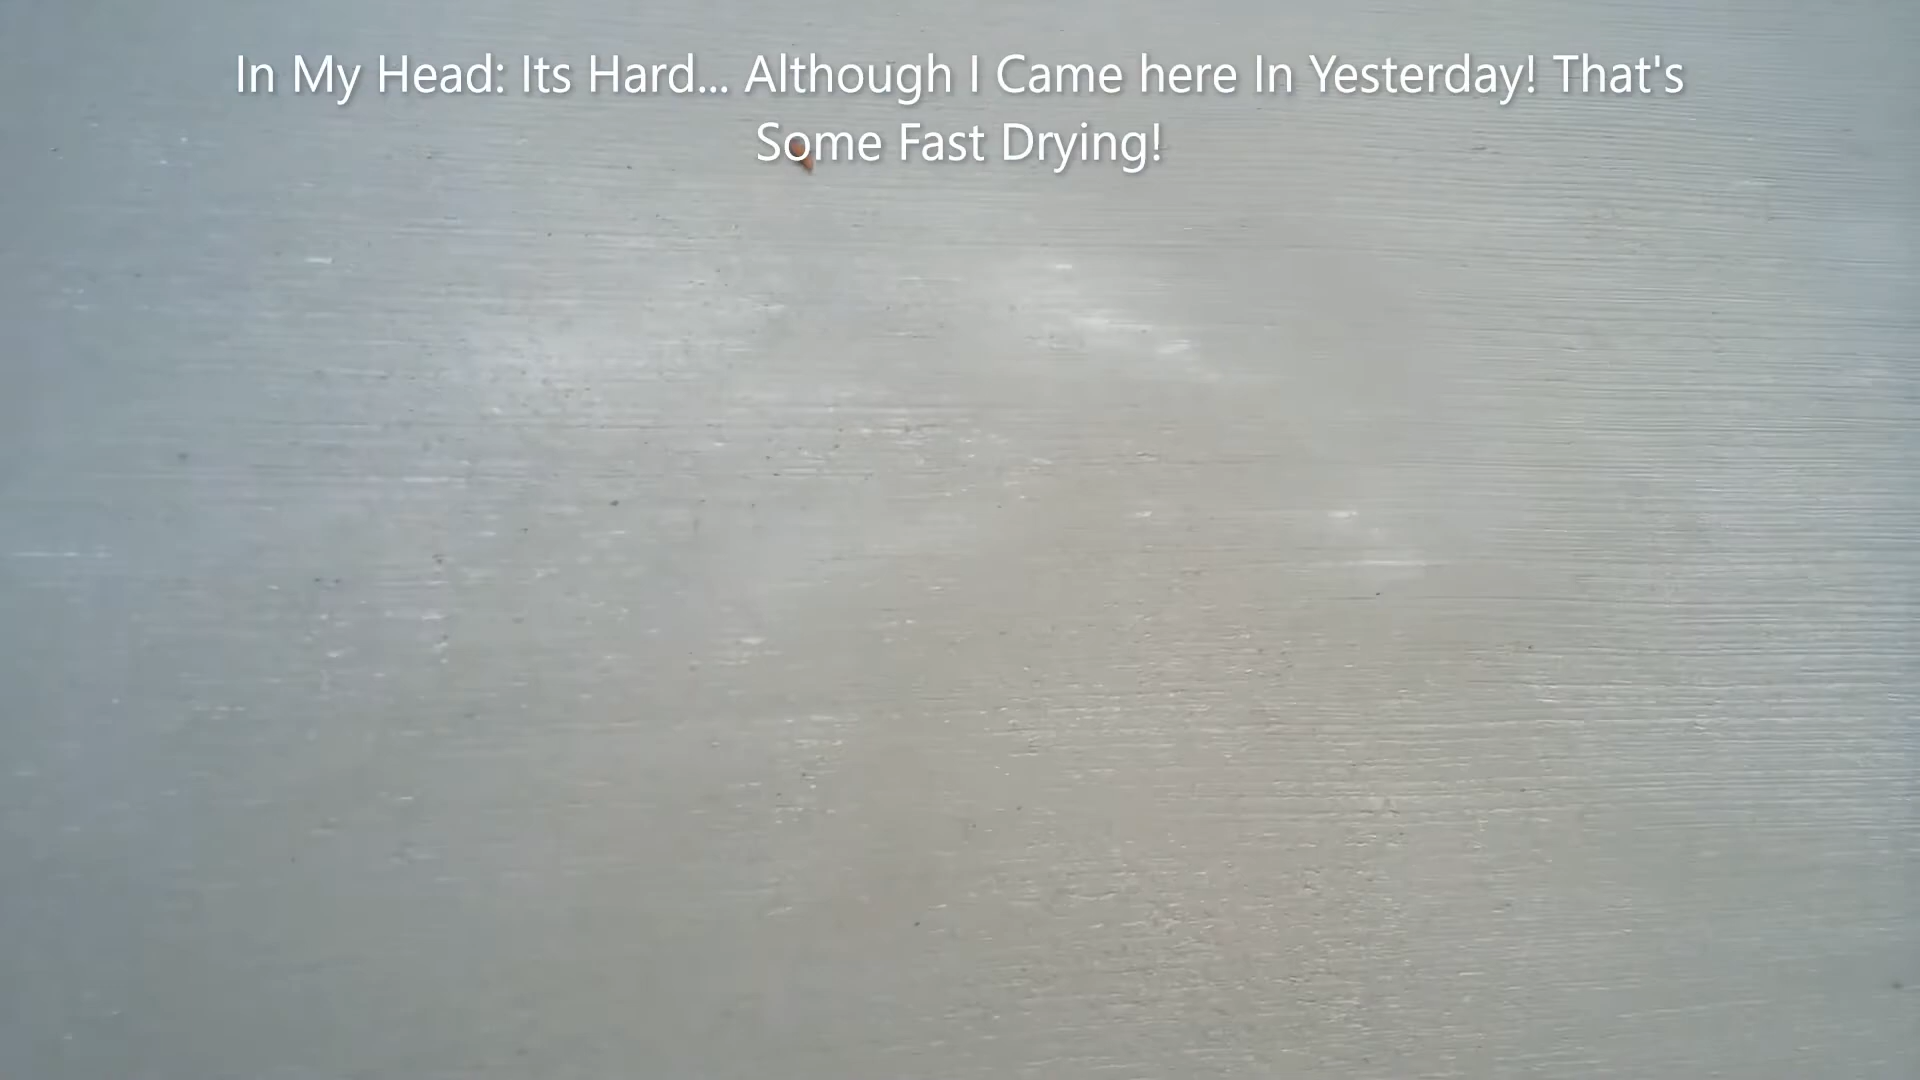 In My Head: Its Hard... Although I Came here In Yesterday! That's
Some Fast Drying!